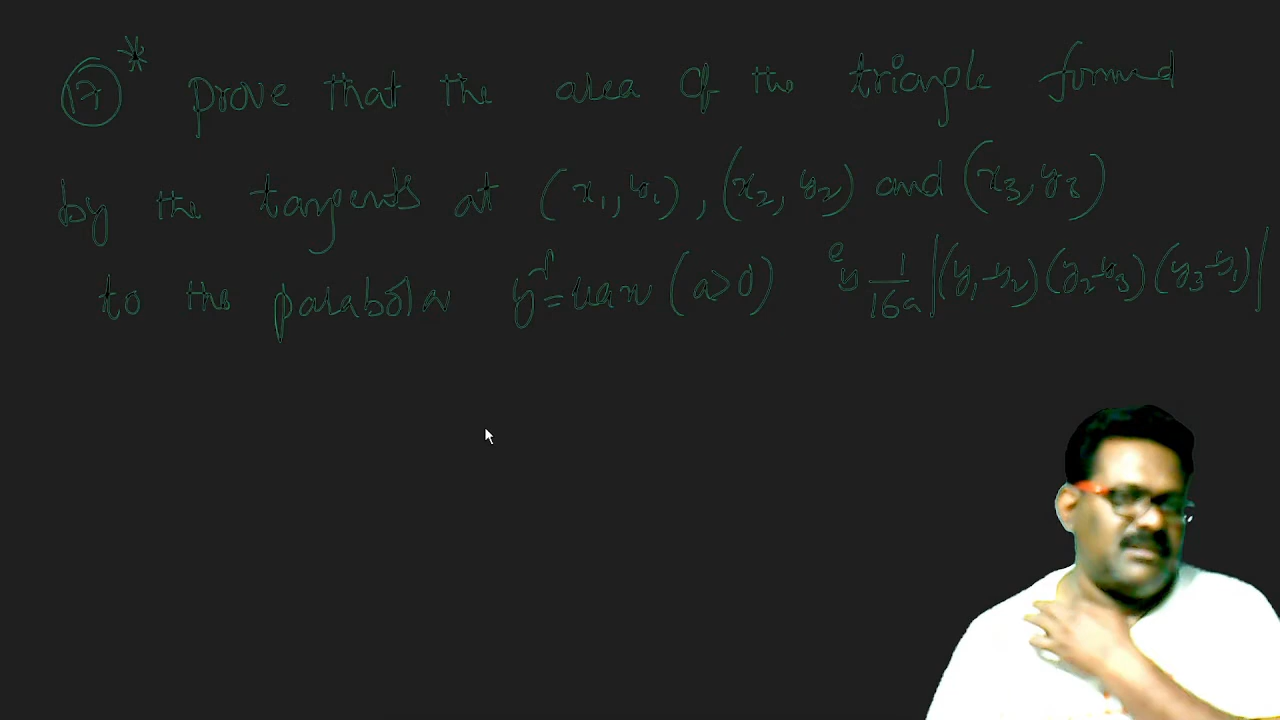 17* prove that the area of the triangle formed
by the tangents at (x₁, y₁), (x₂, y₂) and (x₃, y₃)
to the parabola y² = 4ax (a>0) is 1/16a |(y₁-y₂)(y₂-y₃)(y₃-y₁)|